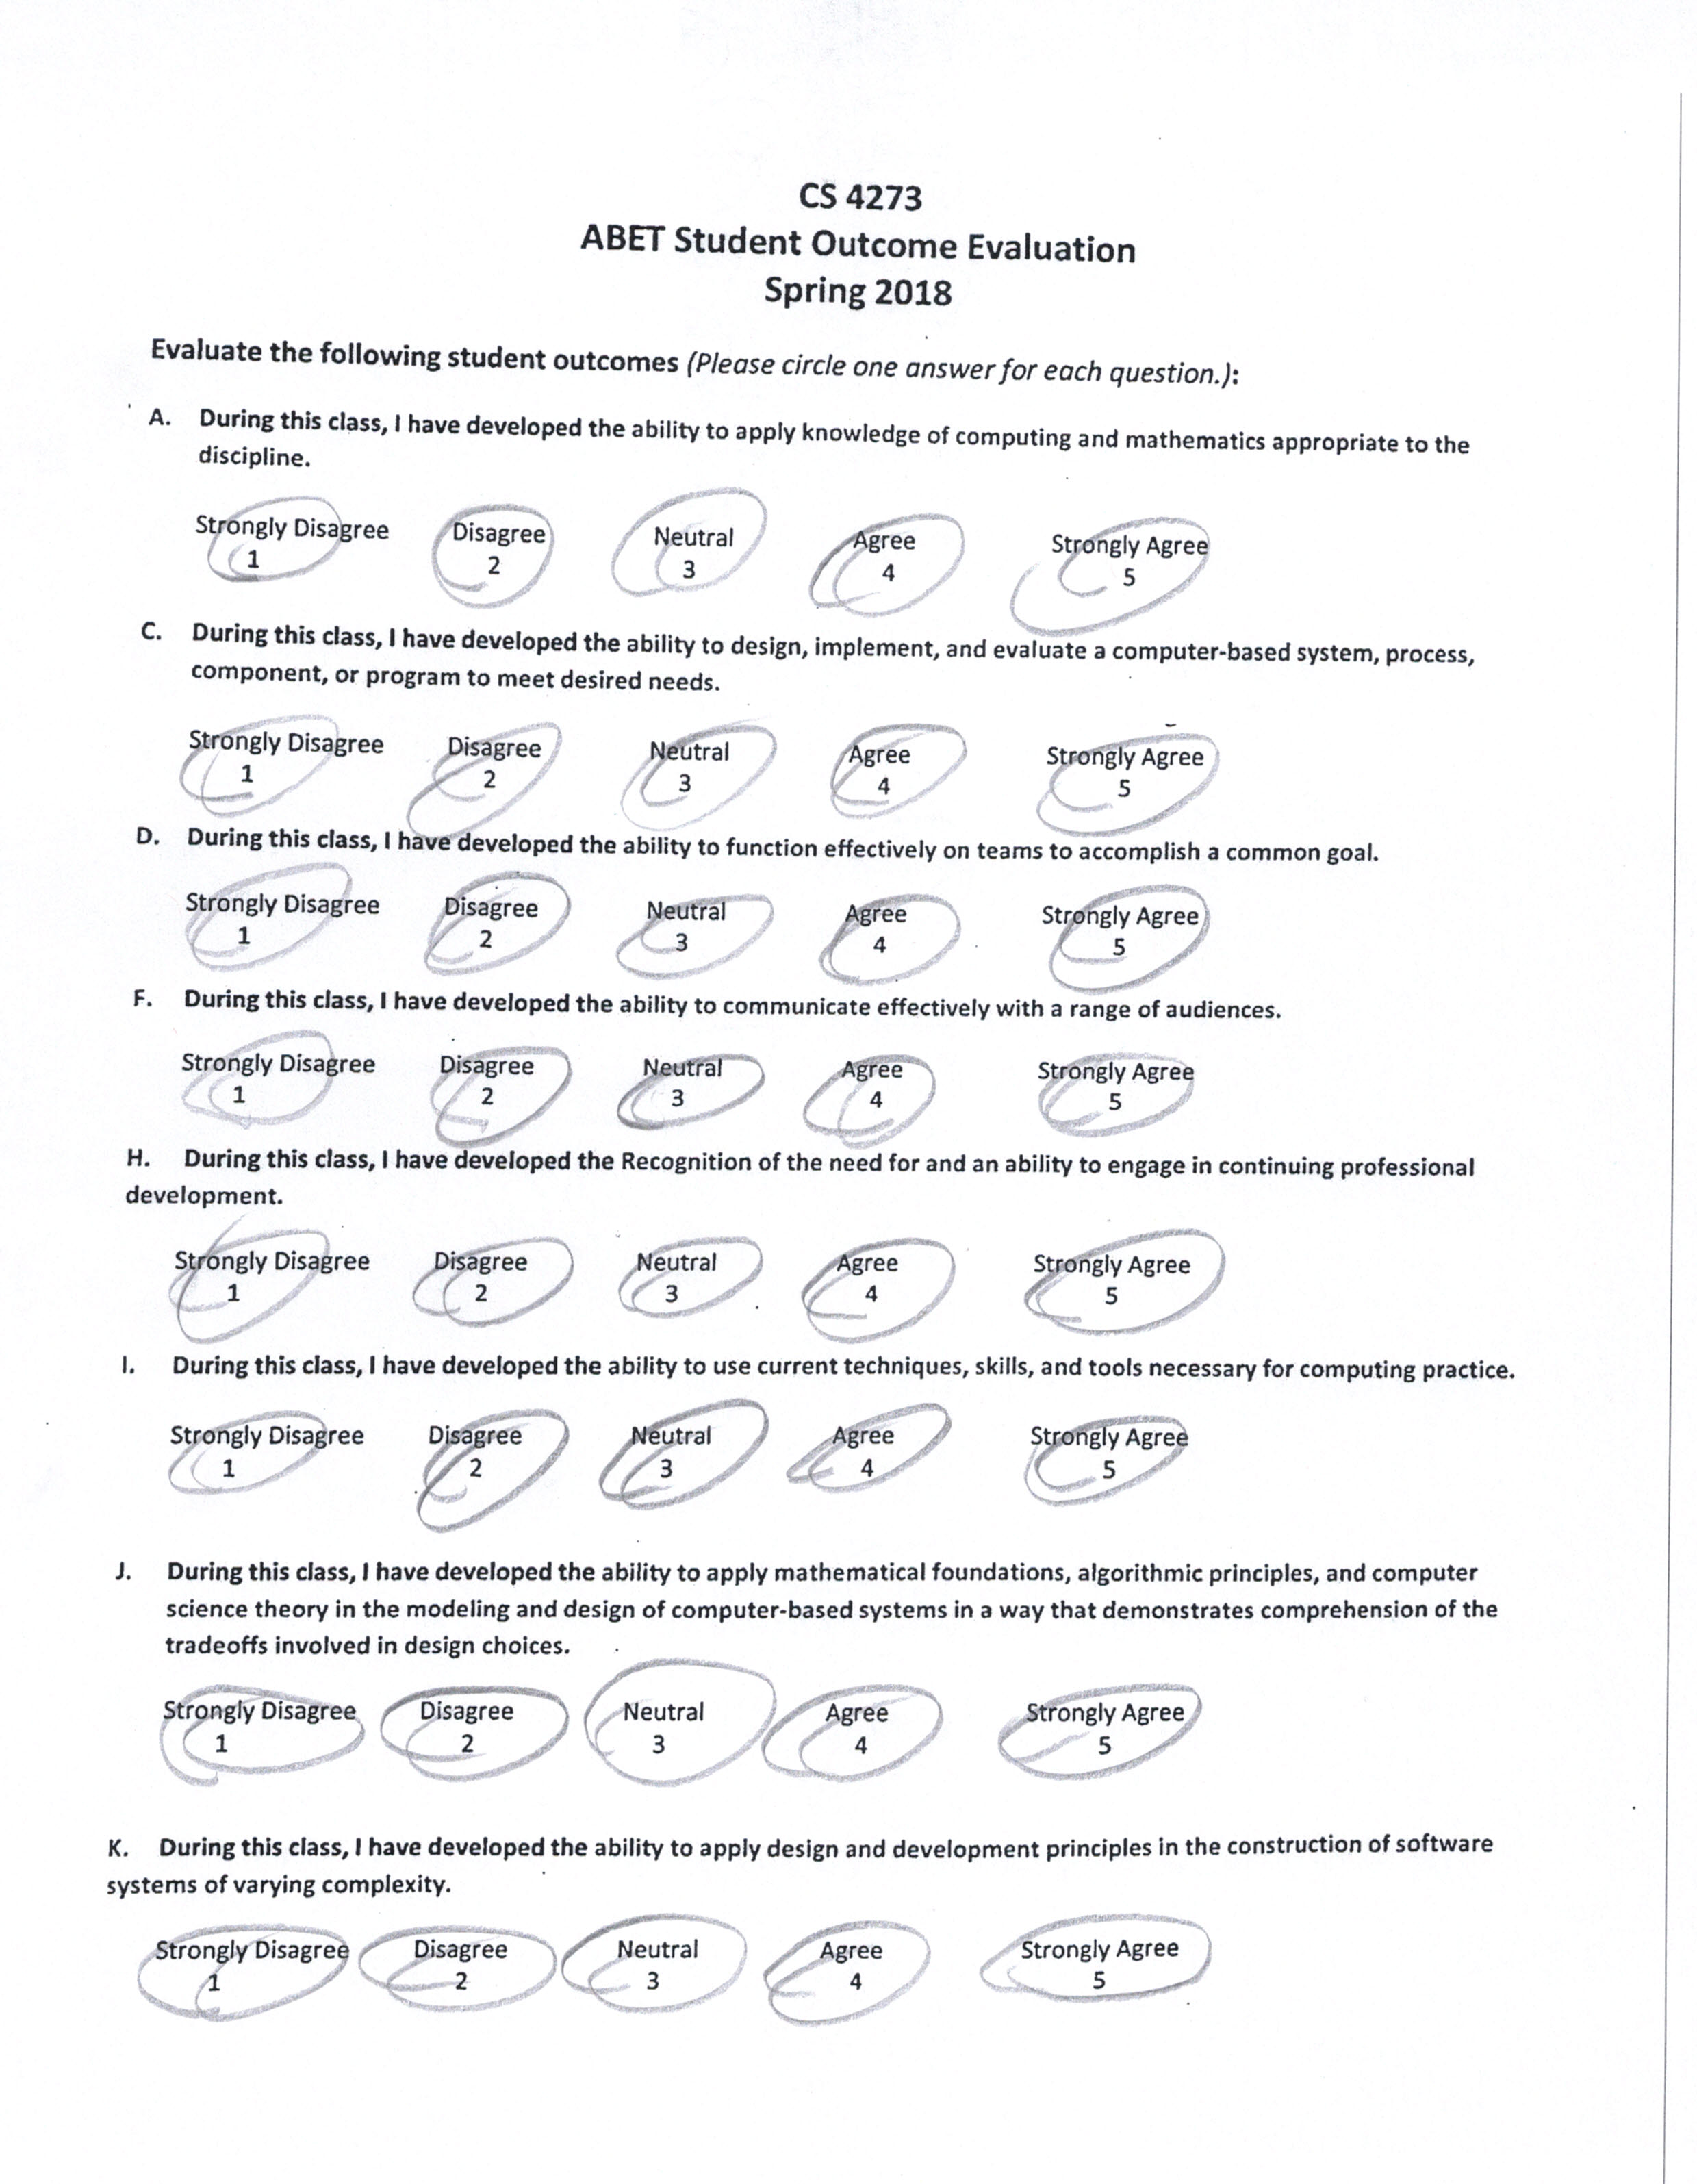 CS 4273
ABET Student Outcome Evaluation
Spring 2018
Evaluate the following student outcomes (Please circle one answer for each question.):
A. During this class, I have developed the ability to apply knowledge of computing and mathematics appropriate to the
discipline.
Strongly Disagree Disagree Neutral Agree Strongly Agree
1 2 3 4 5
C. During this class, I have developed the ability to design, implement, and evaluate a computer-based system, process,
component, or program to meet desired needs.
Strongly Disagree Disagree Neutral Agree Strongly Agree
1 2 3 4 5
D. During this class, I have developed the ability to function effectively on teams to accomplish a common goal.
Strongly Disagree Disagree Neutral Agree Strongly Agree
1 2 3 4 5
F. During this class, I have developed the ability to communicate effectively with a range of audiences.
Strongly Disagree Disagree Neutral Agree Strongly Agree
1 2 3 4 5
H. During this class, I have developed the Recognition of the need for and an ability to engage in continuing professional
development.
Strongly Disagree Disagree Neutral Agree Strongly Agree
1 2 3 4 5
I. During this class, I have developed the ability to use current techniques, skills, and tools necessary for computing practice.
Strongly Disagree Disagree Neutral Agree Strongly Agree
1 2 3 4 5
J. During this class, I have developed the ability to apply mathematical foundations, algorithmic principles, and computer
science theory in the modeling and design of computer-based systems in a way that demonstrates comprehension of the
tradeoffs involved in design choices.
Strongly Disagree Disagree Neutral Agree Strongly Agree
1 2 3 4 5
K. During this class, I have developed the ability to apply design and development principles in the construction of software
systems of varying complexity.
Strongly Disagree Disagree Neutral Agree Strongly Agree
1 2 3 4 5